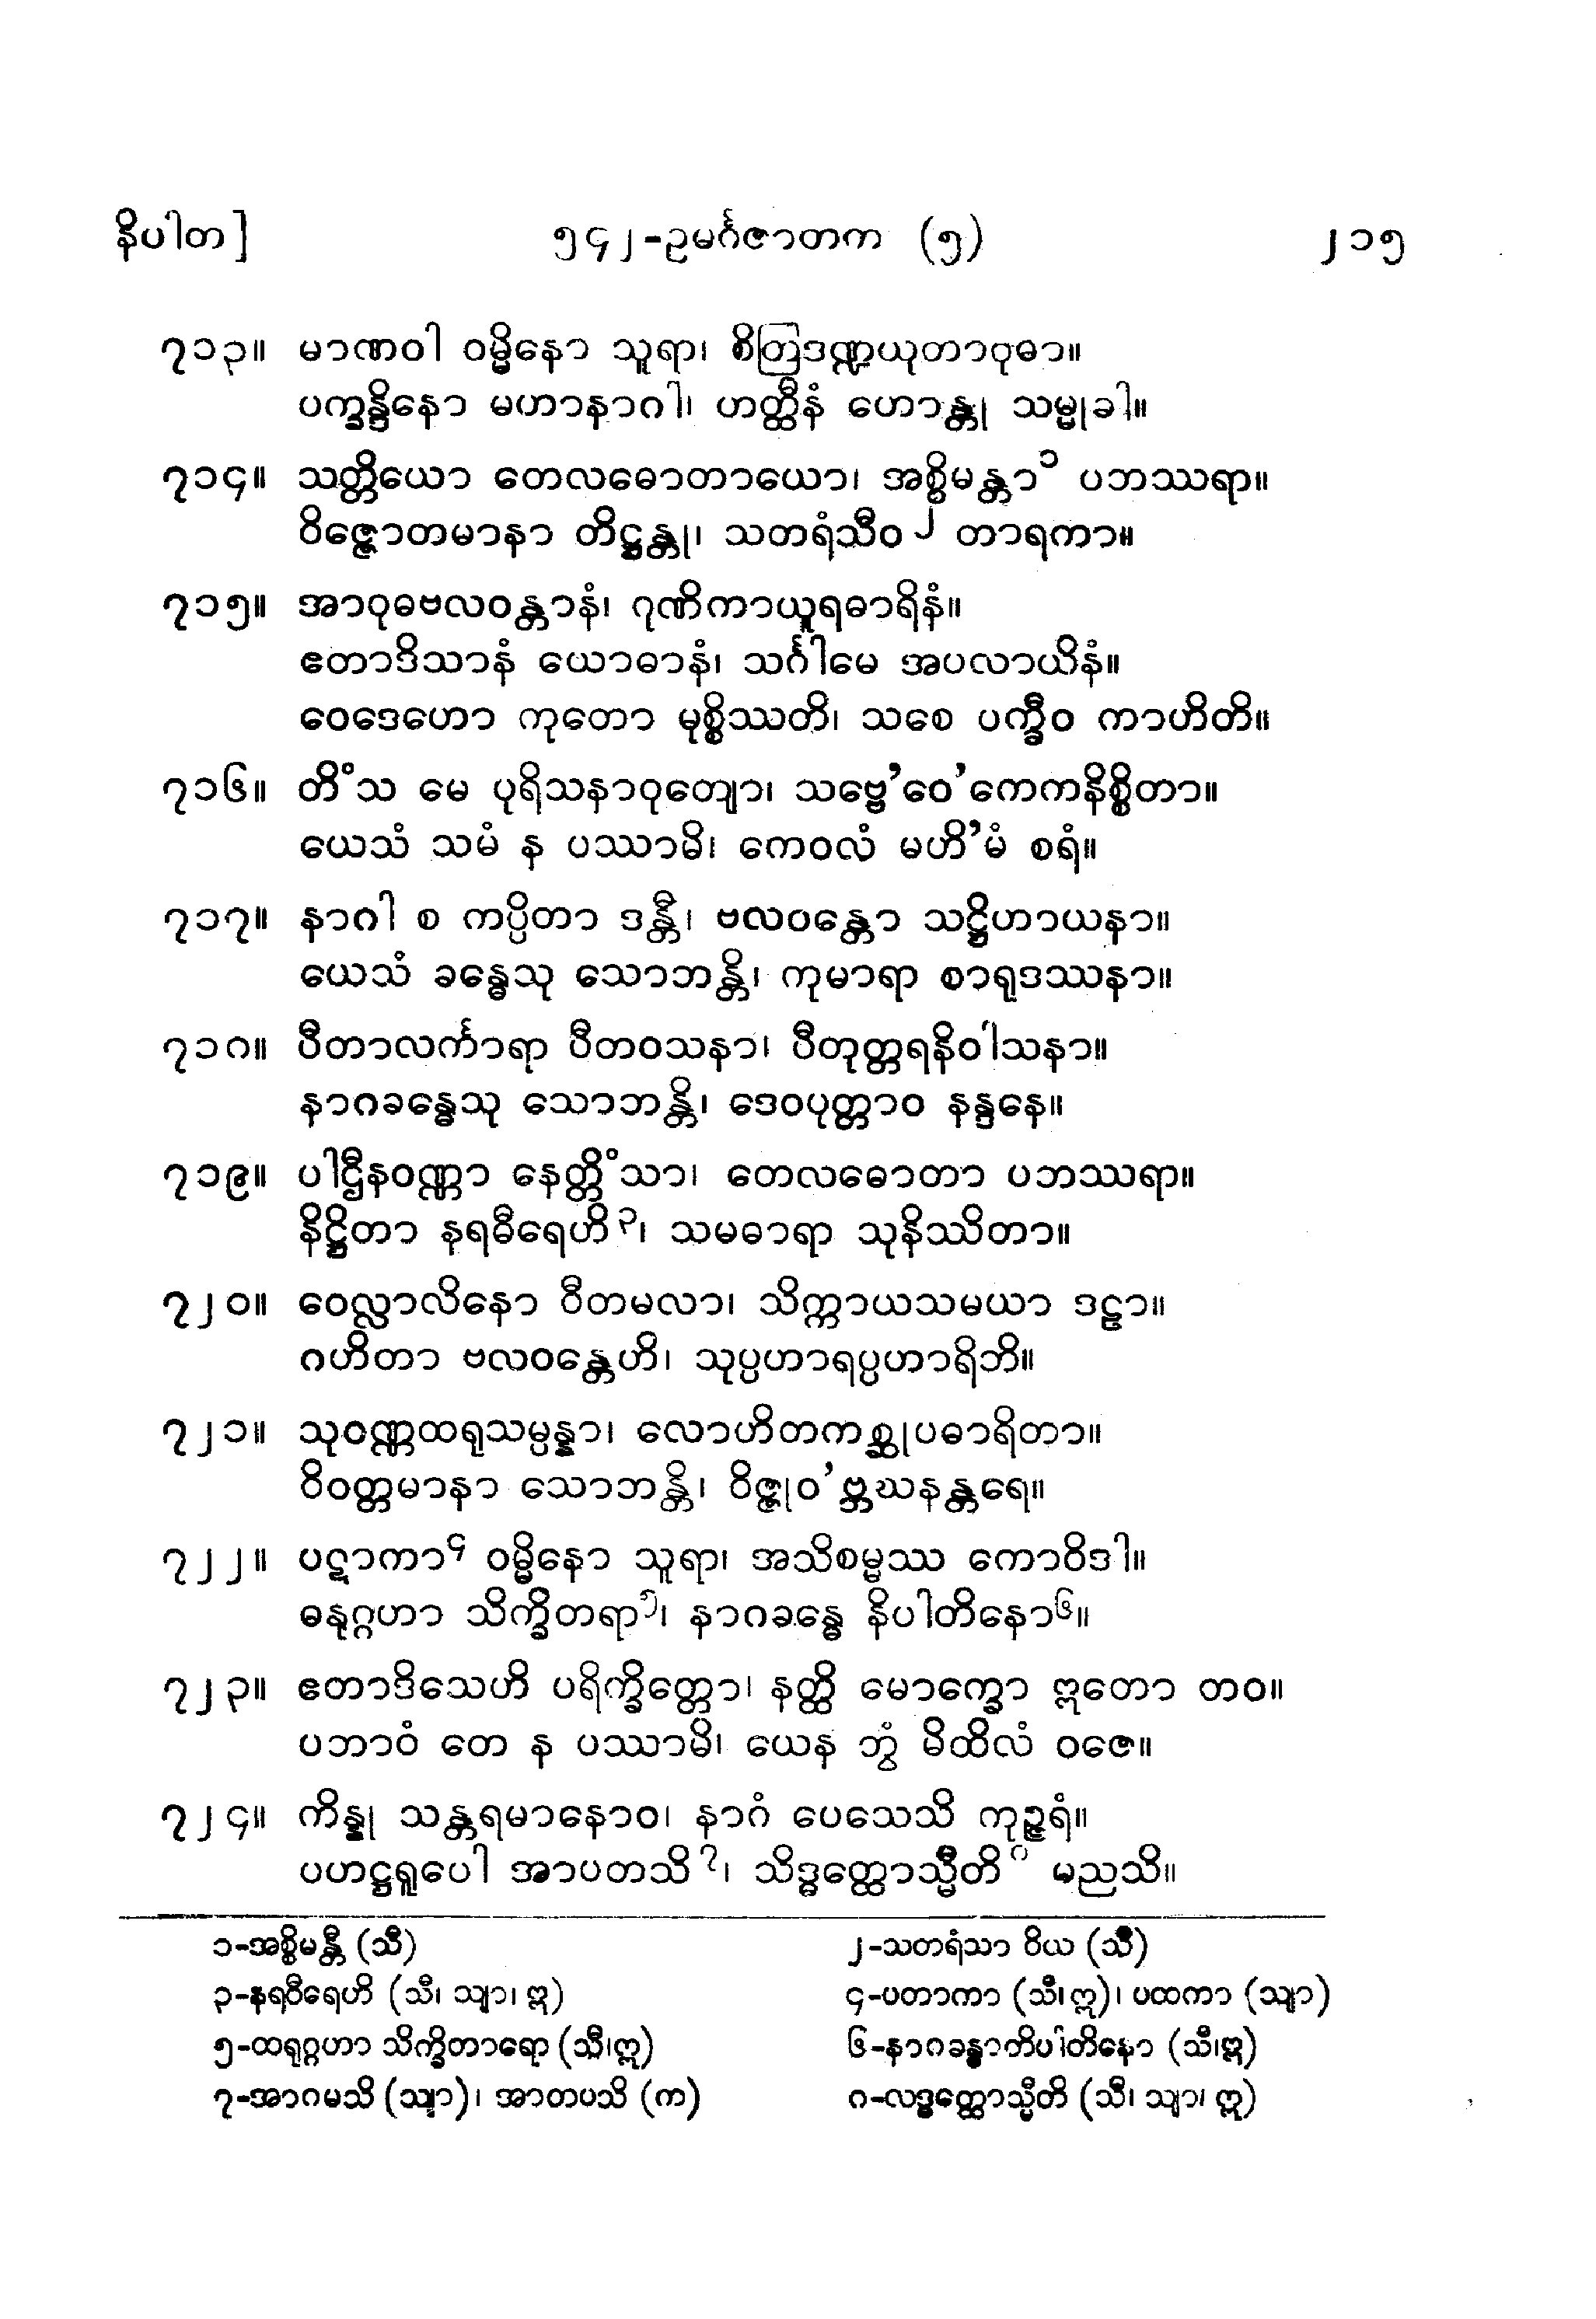 နိပါတ]	၅၄၂-ဥမင်္ဂဇာတက (၅)	၂၁၅
၇၁၃။ မာဏဝါ ဝမ္မိနော သူရာ၊ စိတြဒဏ္ဍယုတာဝုဓာ။
ပက္ခန္ဒိနော မဟာနာဂါ၊ ဟတ္ထီနံ ဟောန္တု သမ္မုခါ။
၇၁၄။ သတ္တိယော တေလဓောတာယော၊ အစ္စိမန္တာ၁ ပဘဿရာ။
ဝိဇ္ဇောတမာနာ တိဋ္ဌန္တု၊ သတရံသီဝ၂ တာရကာ။
၇၁၅။ အာဝုဓဗလဝန္တာနံ၊ ဂုဏိကာယူရဓာရိနံ။
ဧတာဒိသာနံ ယောဓာနံ၊ သင်္ဂါမေ အပလာယိနံ။
ဝေဒေဟော ကုတော မုစ္စိဿတိ၊ သစေ ပက္ခီဝ ကာဟိတိ။
၇၁၆။ တိံသ မေ ပုရိသနာဝုတျော၊ သဗ္ဗေ’ဝေ’ကေကနိစ္စိတာ။
ယေသံ သမံ န ပဿာမိ၊ ကေဝလံ မဟိ’မံ စရံ။
၇၁၇။ နာဂါ စ ကပ္ပိတာ ဒန္တီ၊ ဗလဝန္တော သဋ္ဌိဟာယနာ။
ယေသံ ခန္ဓေသု သောဘန္တိ၊ ကုမာရာ စာရုဒဿနာ။
၇၁၈။ ပီတာလင်္ကာရာ ပီတဝသနာ၊ ပီတုတ္တရနိဝါသနာ။
နာဂခန္ဓေသု သောဘန္တိ၊ ဒေဝပုတ္တာဝ နန္ဒနေ။
၇၁၉။ ပါဌီနဝဏ္ဏာ နေတ္တိံသာ၊ တေလဓောတာ ပဘဿရာ။
နိဋ္ဌိတာ နရဓီရေဟိ၃၊ သမဓာရာ သုနိဿိတာ။
၇၂၀။ ဝေလ္လာလိနော ဝီတမလာ၊ သိက္ကာယသမယာ ဒဠှာ။
ဂဟိတာ ဗလဝန္တေဟိ၊ သုပ္ပဟာရပ္ပဟာရိဘိ။
၇၂၁။ သုဝဏ္ဏထရုသမ္ပန္နာ၊ လောဟိတကစ္ဆုပဓာရိတာ။
ဝိဝတ္တမာနာ သောဘန္တိ၊ ဝိဇ္ဇုဝ’ဗ္ဘဃနန္တရေ။
၇၂၂။ ပဋာကာ၄ ဝမ္မိနော သူရာ၊ အသိစမ္မဿ ကောဝိဒါ။
ဓနုဂ္ဂဟာ သိက္ခိတရာ၅၊ နာဂခန္ဓေ နိပါတိနော၆။
၇၂၃။ ဧတာဒိသေဟိ ပရိက္ခိတ္တော၊ နတ္ထိ မောက္ခော ဣတော တဝ။
ပဘာဝံ တေ န ပဿာမိ၊ ယေန တွံ မိထိလံ ဝဇေ။
၇၂၄။ ကိန္နု သန္တရမာနောဝ၊ နာဂံ ပေသေသိ ကုဉ္ဇရံ။
ပဟဋ္ဌရူပေါ အာပတသိ၇၊ သိဒ္ဓတ္ထောသ္မီတိ၈ မညသိ။
၁-အစ္စိမန္တီ (သီ)	၂-သတရံသာ ဝိယ (သီ)
၃-နရဝီရေဟိ (သီ၊ သျာ၊ ဣ)	၄-ပတာကာ (သီ၊ဣ)၊ ပထကာ (သျာ)
၅-ထရုဂ္ဂဟာ သိက္ခိတာရော (သီ၊ဣ)	၆-နာဂခန္ဓာတိပါတိနော (သီ၊ဣ)
၇-အာဂမသိ (သျာ)၊ အာတပသိ (က)	၈-လဒ္ဓတ္ထောသ္မီတိ (သီ၊ သျာ၊ ဣ)